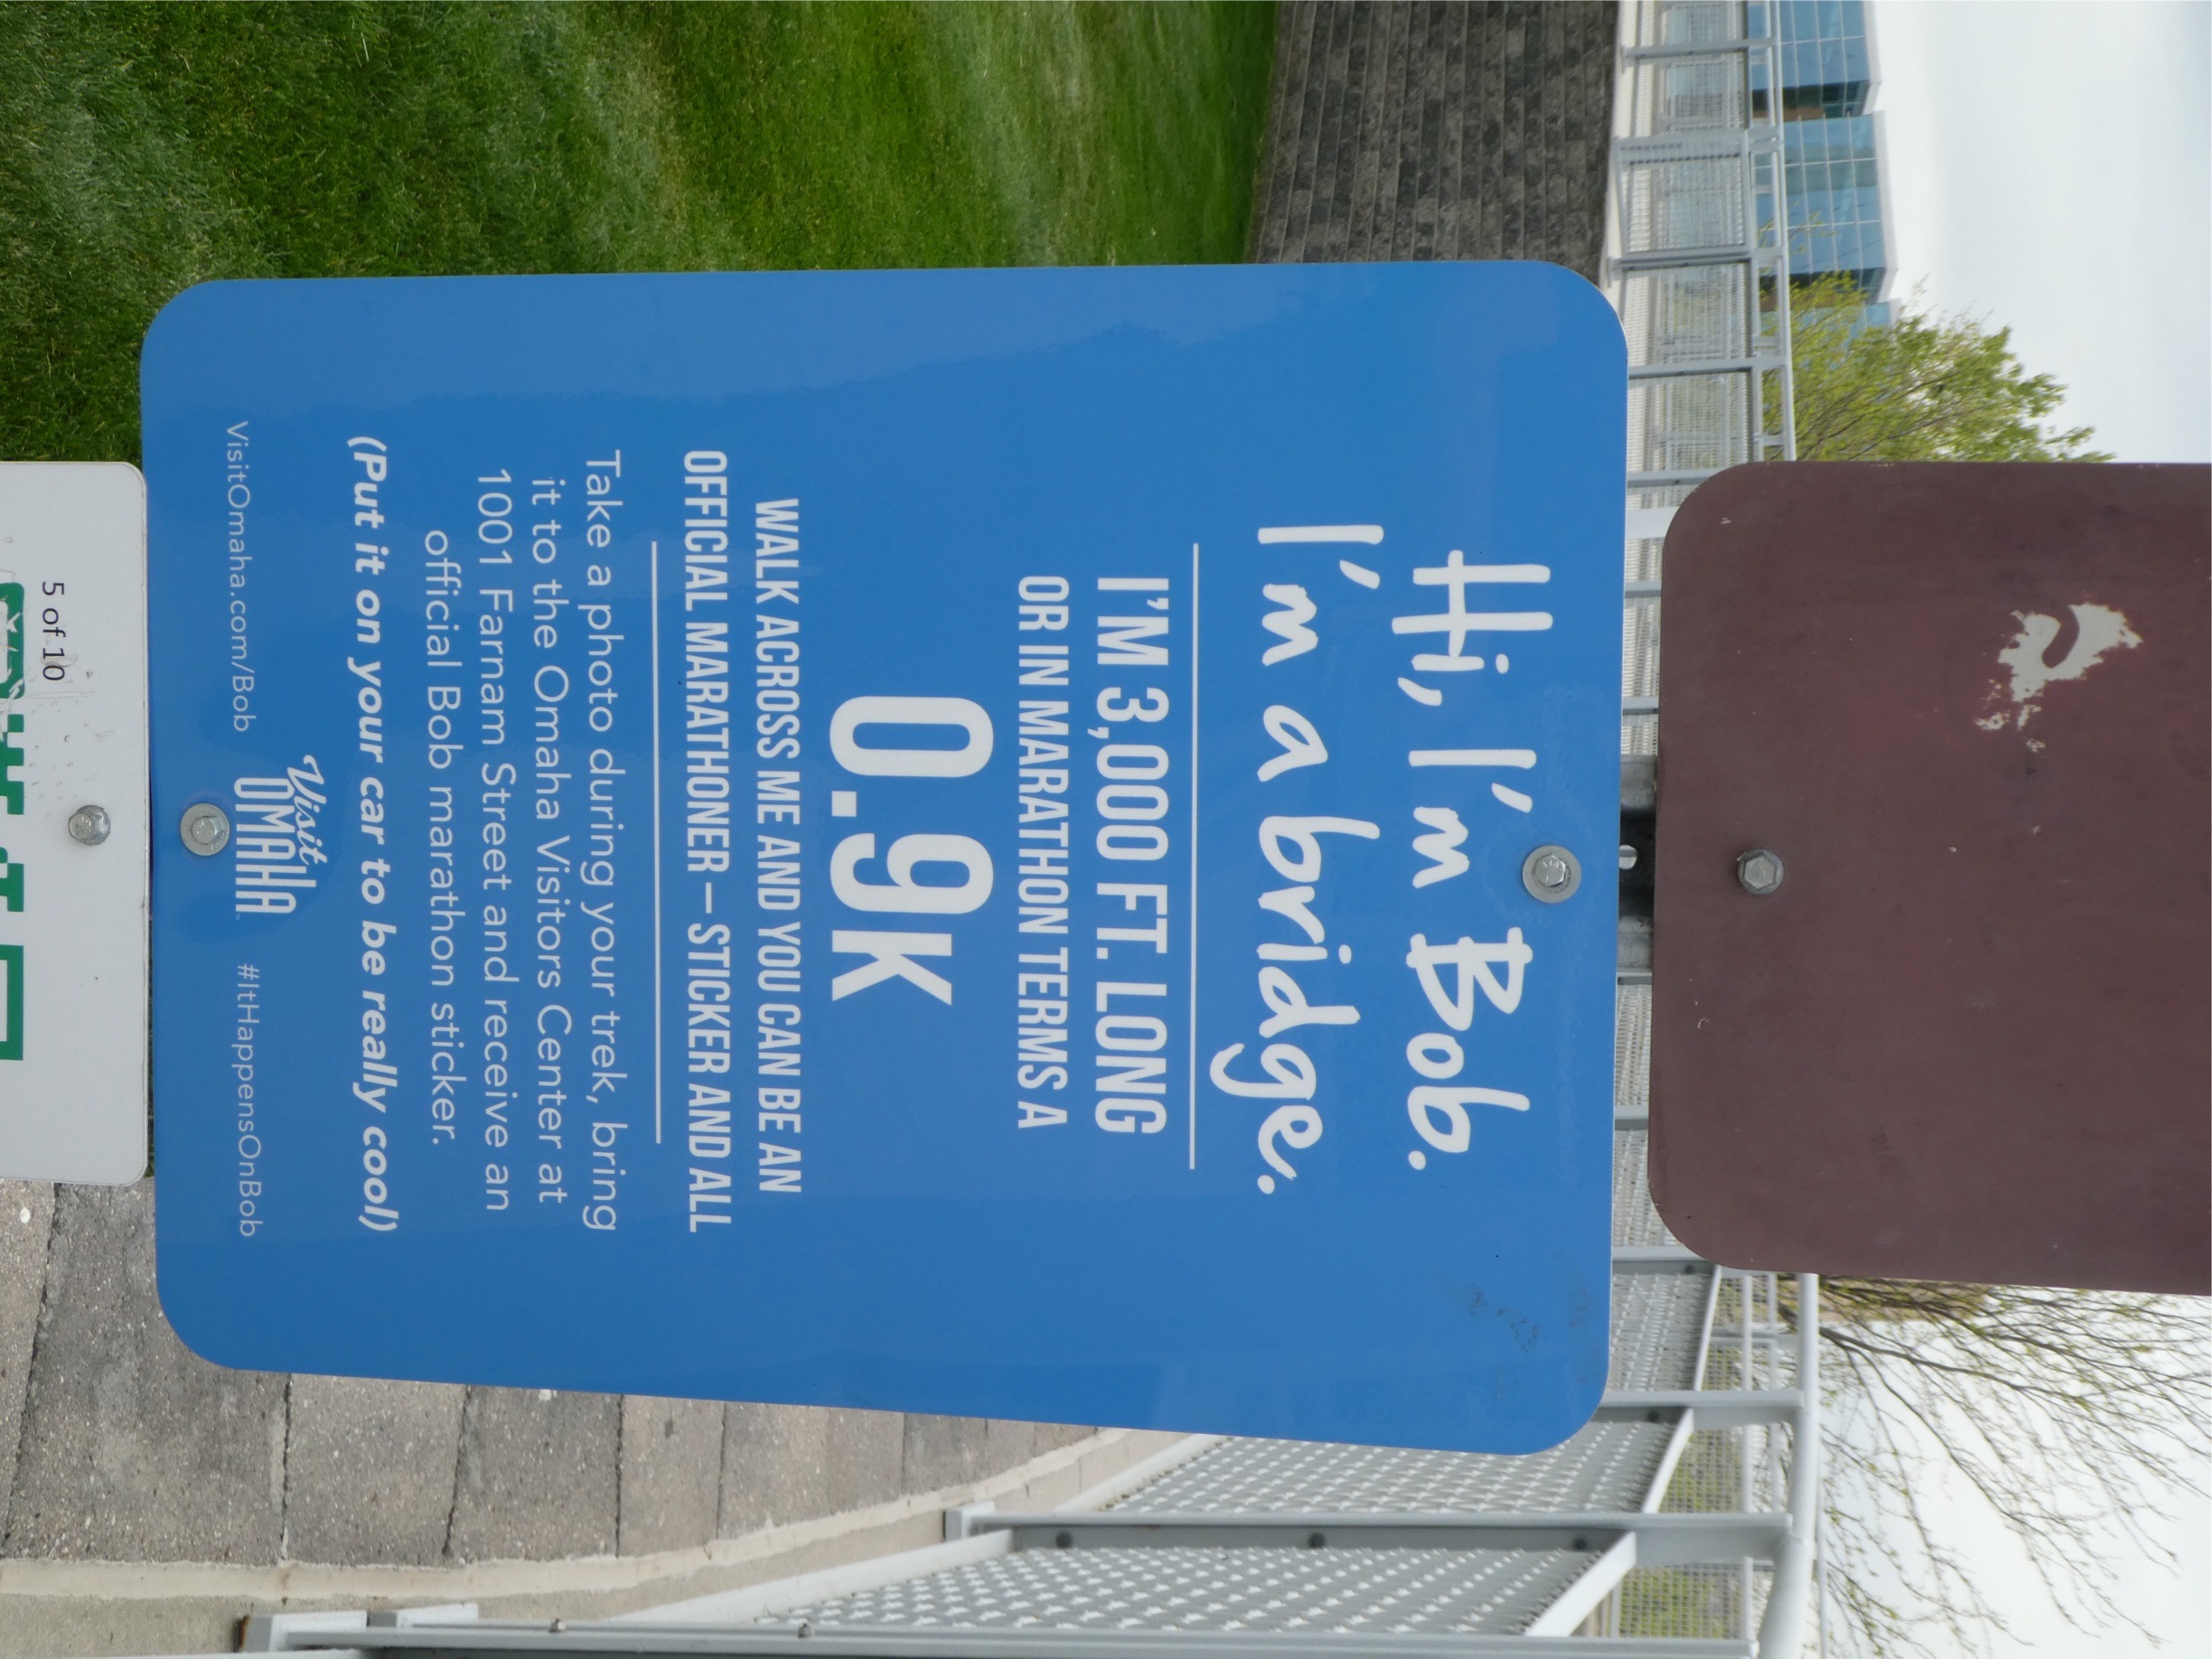 Hi, I'm Bob.
I'm a bridge.
I'M 3,000 FT. LONG
OR IN MARATHON TERMS A
0.9K
WALK ACROSS ME AND YOU CAN BE AN
OFFICIAL MARATHONER – STICKER AND ALL
Take a photo during your trek, bring
it to the Omaha Visitors Center at
1001 Farnam Street and receive an
official Bob marathon sticker.
(Put it on your car to be really cool)
Visit
OMAHA
VisitOmaha.com/Bob
#ItHappensOnBob
5 of 10